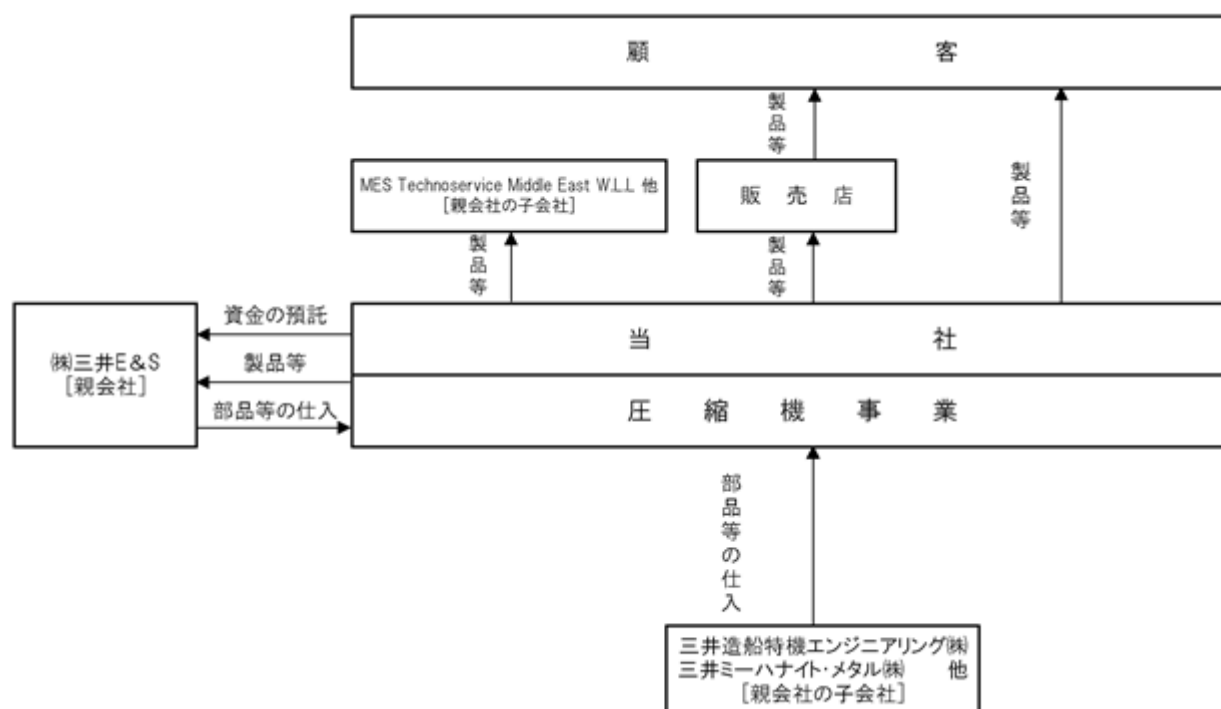 顧客
製品等
製品等
MES Technoservice Middle East W.L.L 他
[親会社の子会社]
販売店
製品等
製品等
資金の預託
製品等
部品等の仕入
㈱三井E&S
[親会社]
当社
圧縮機事業
部品等の仕入
三井造船特機エンジニアリング㈱
三井ミーハナイト・メタル㈱ 他
[親会社の子会社]